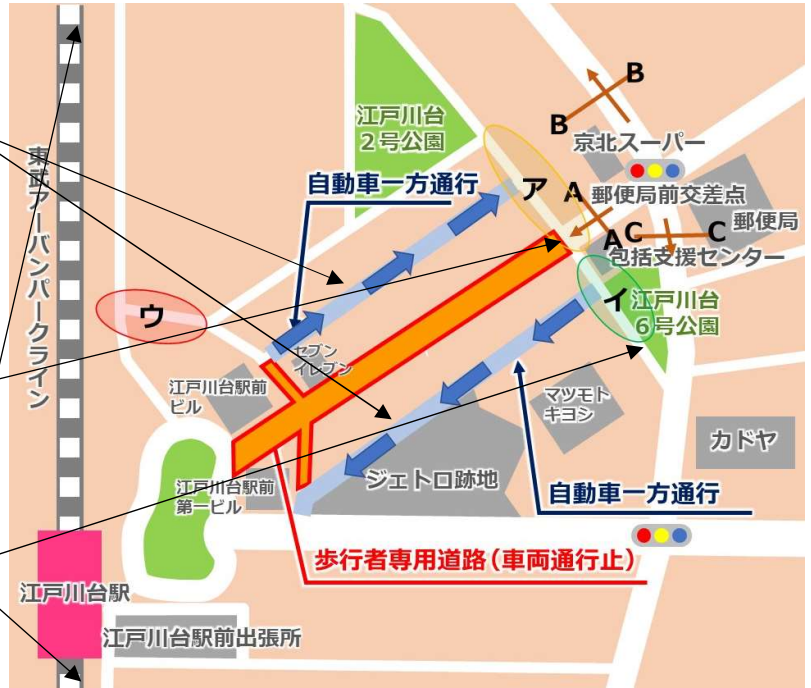 江戸川台
２号公園
B
B
京北スーパー
自動車一方通行
ア
A
郵便局前交差点
郵便局
A
C
C
包括支援センター
東武アーバンパークライン
ウ
イ
江戸川台
６号公園
セブン
イレブン
江戸川台駅前
ビル
マツモト
キヨシ
カドヤ
江戸川台駅前
第一ビル
ジェトロ跡地
自動車一方通行
歩行者専用道路（車両通行止）
江戸川台駅
江戸川台駅前出張所